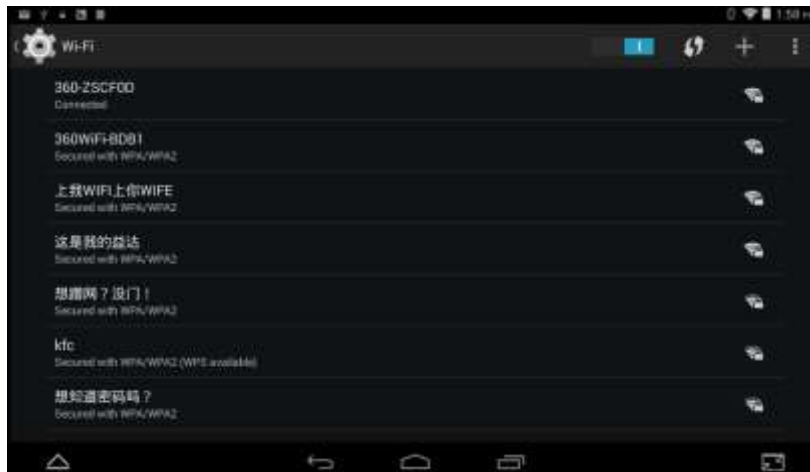 1:58
Wi-Fi
360-ZSCF0D
Connected
360WiFi-BDB1
Secured with WPA/WPA2
上我WIFI上你WIFE
Secured with WPA/WPA2
这是我的益达
Secured with WPA/WPA2
想蹭网？没门！
Secured with WPA/WPA2
kfc
Secured with WPA/WPA2 (WPS available)
想知道密码吗？
Secured with WPA/WPA2